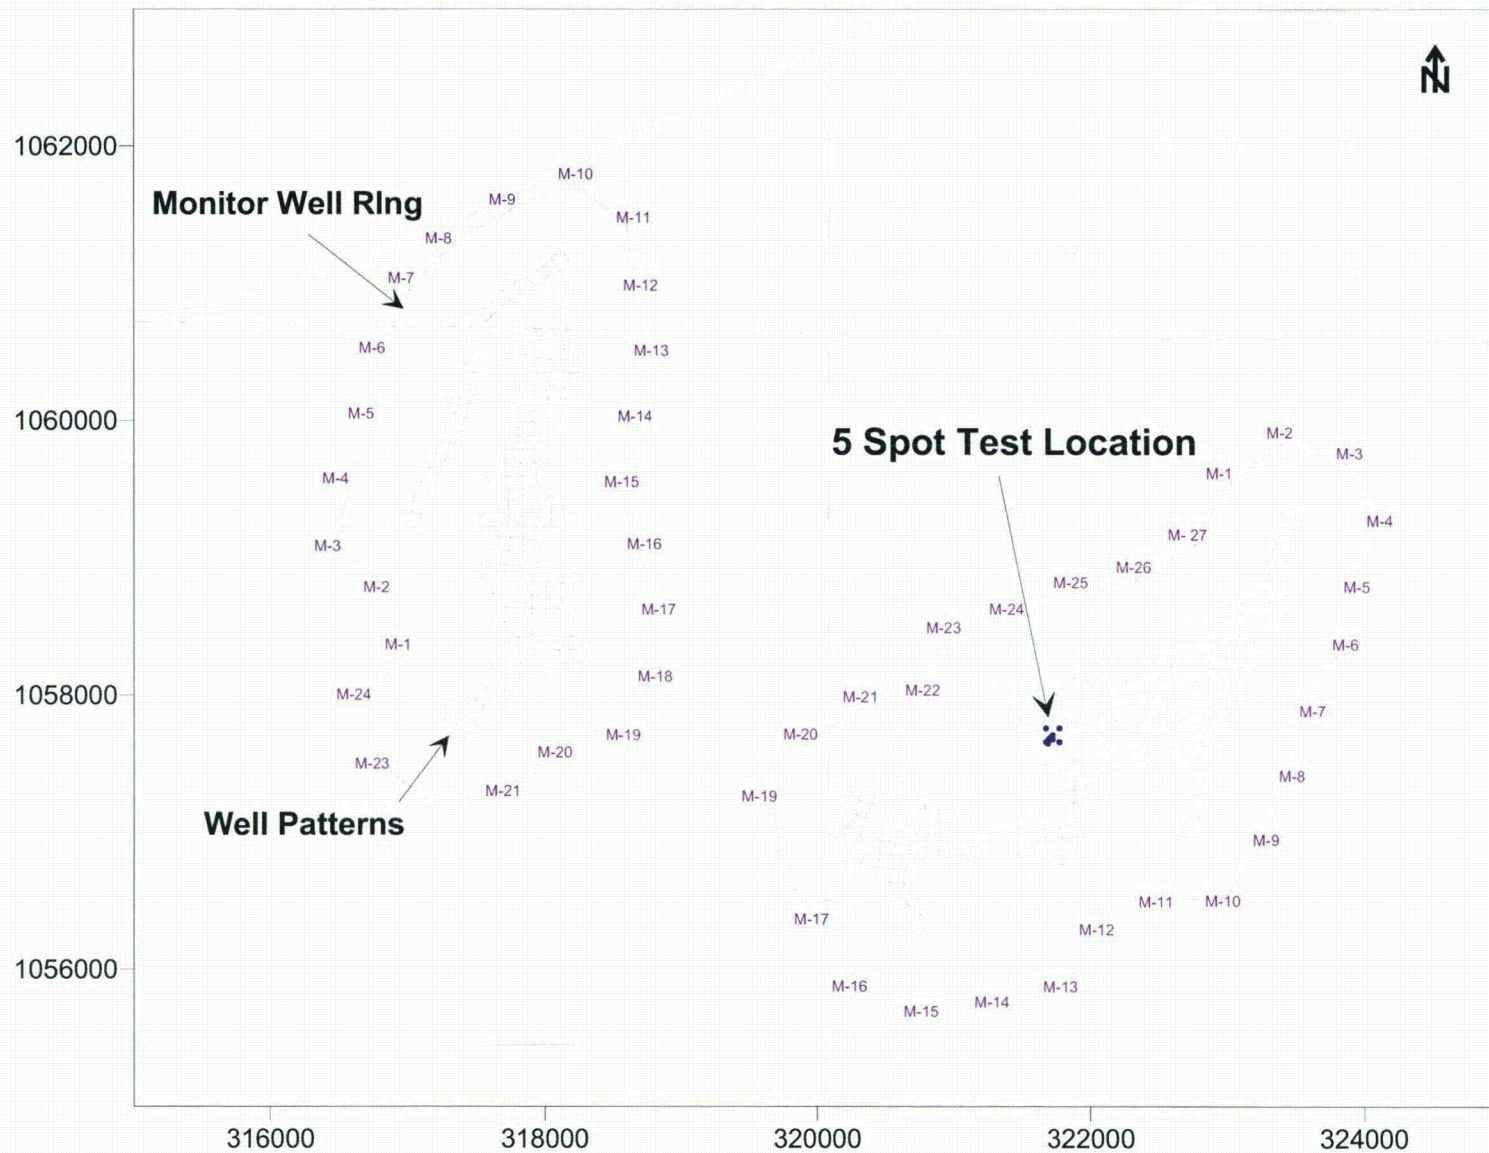 N
1062000
M-10
M-9
Monitor Well RIng
M-11
M-8
M-7
M-12
M-6
M-13
M-5
M-14
1060000
5 Spot Test Location
M-2
M-3
M-1
M-4
M-15
M-4
M-3
M-16
M- 27
M-26
M-25
M-5
M-2
M-24
M-17
M-23
M-1
M-6
M-18
M-24
M-22
M-21
1058000
M-7
M-19
M-20
M-20
M-23
M-8
M-21
M-19
Well Patterns
M-9
M-17
M-11
M-10
M-12
1056000
M-16
M-13
M-14
M-15
316000
318000
320000
322000
324000